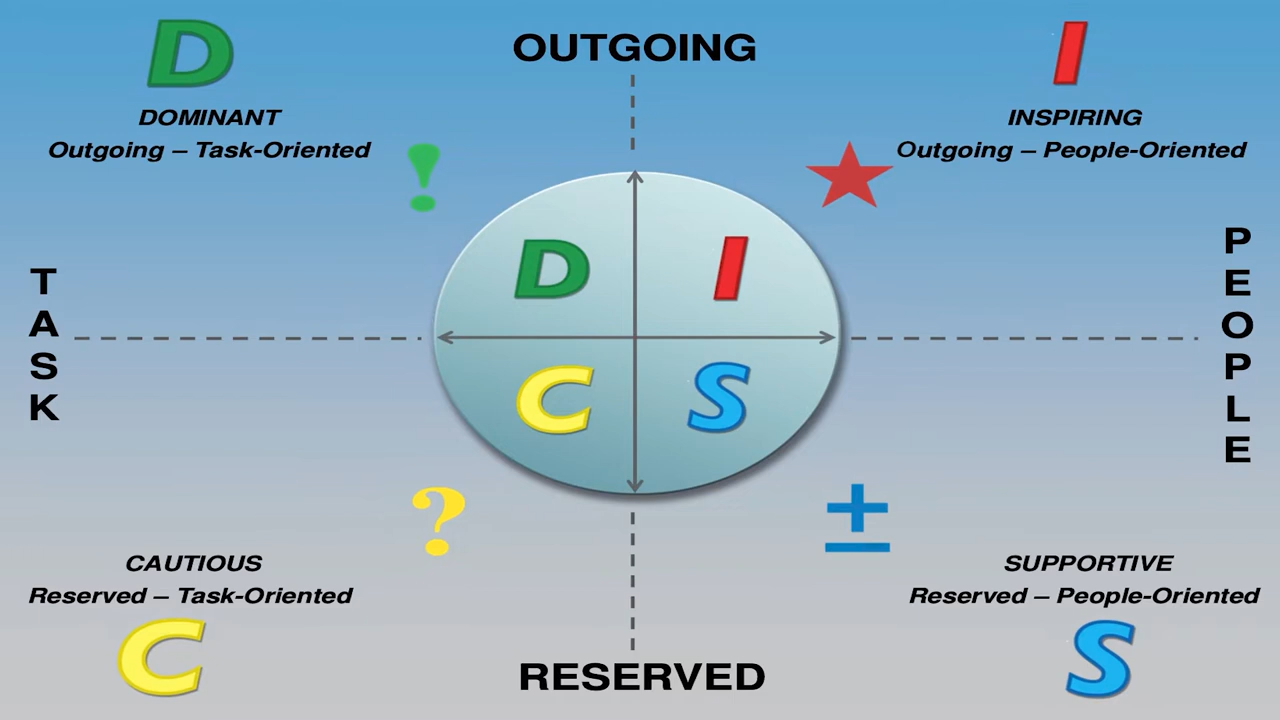 D
OUTGOING
I
DOMINANT
Outgoing – Task-Oriented
INSPIRING
Outgoing – People-Oriented
!
D
I
TASK
PEOPLE
C
S
?
±
CAUTIOUS
Reserved – Task-Oriented
SUPPORTIVE
Reserved – People-Oriented
C
RESERVED
S